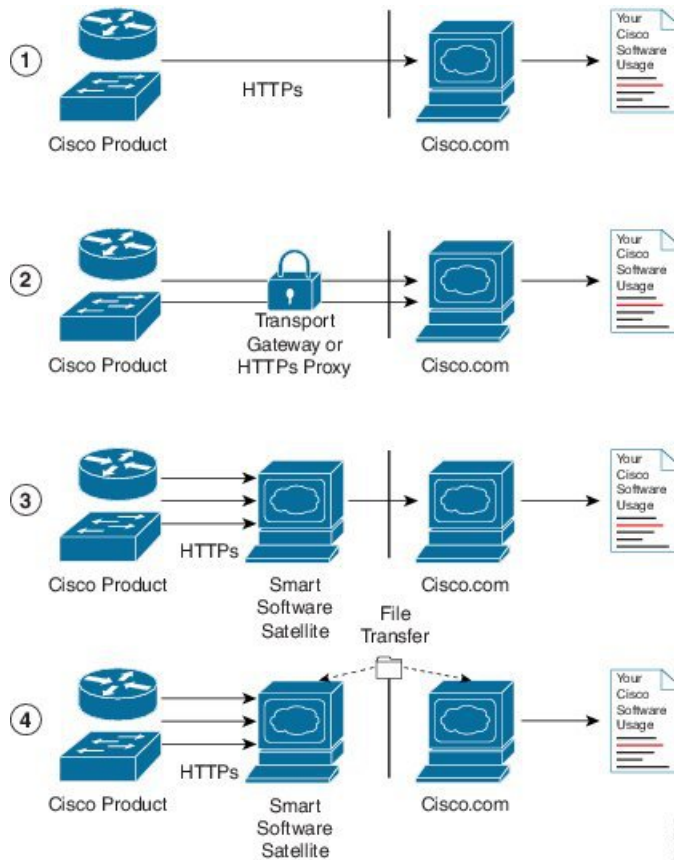 1
HTTPs
Cisco Product
Cisco.com
Your
Cisco
Software
Usage
2
Transport
Gateway or
HTTPs Proxy
Cisco Product
Cisco.com
Your
Cisco
Software
Usage
3
HTTPs
Cisco Product
Smart
Software
Satellite
Cisco.com
Your
Cisco
Software
Usage
File
Transfer
4
HTTPs
Cisco Product
Smart
Software
Satellite
Cisco.com
Your
Cisco
Software
Usage